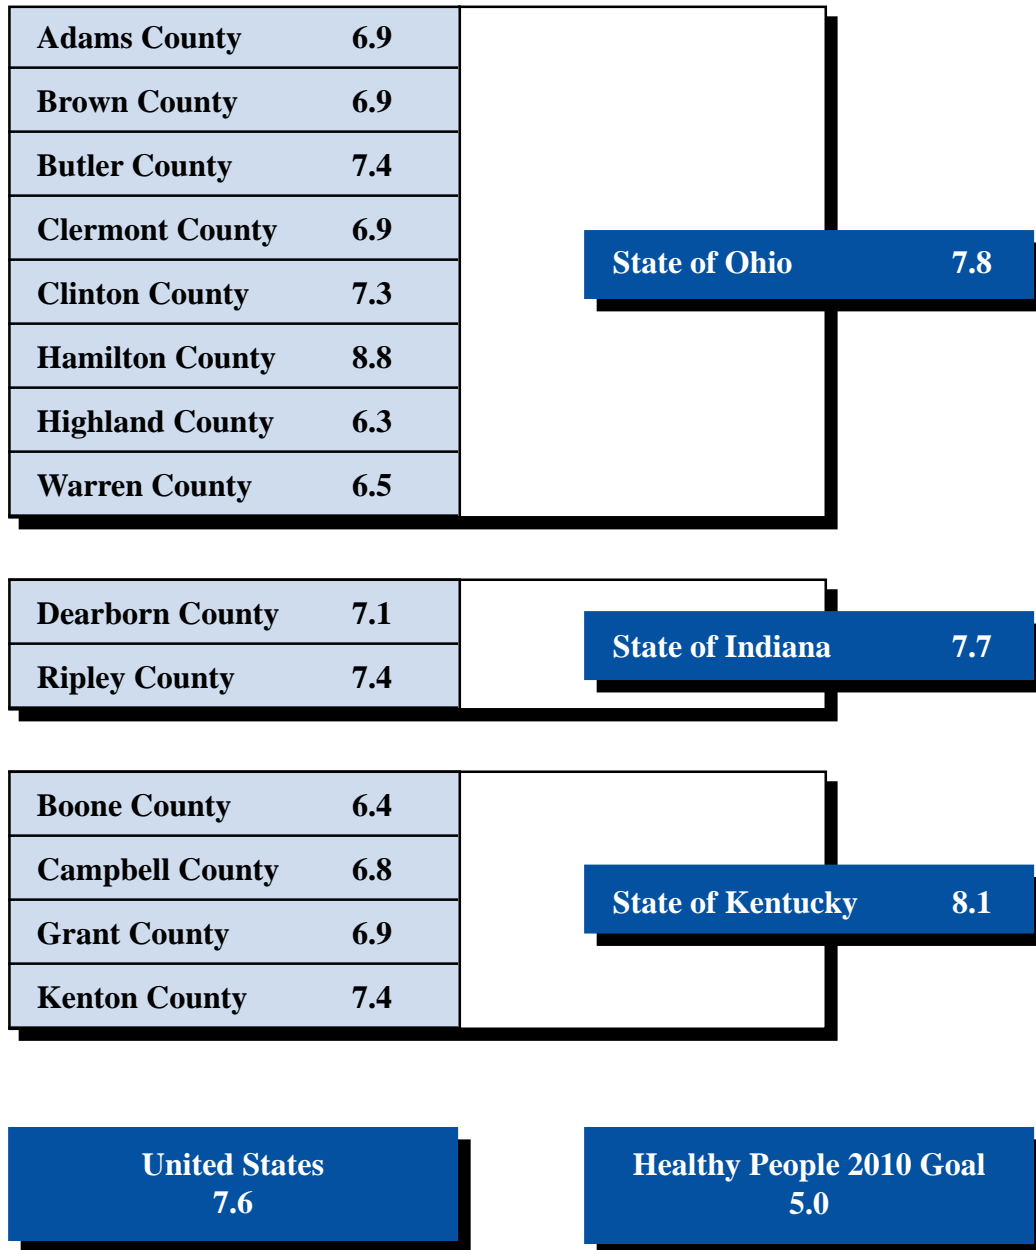 Adams County 6.9
Brown County 6.9
Butler County 7.4
Clermont County 6.9
State of Ohio 7.8
Clinton County 7.3
Hamilton County 8.8
Highland County 6.3
Warren County 6.5
Dearborn County 7.1
State of Indiana 7.7
Ripley County 7.4
Boone County 6.4
Campbell County 6.8
State of Kentucky 8.1
Grant County 6.9
Kenton County 7.4
United States
7.6
Healthy People 2010 Goal
5.0